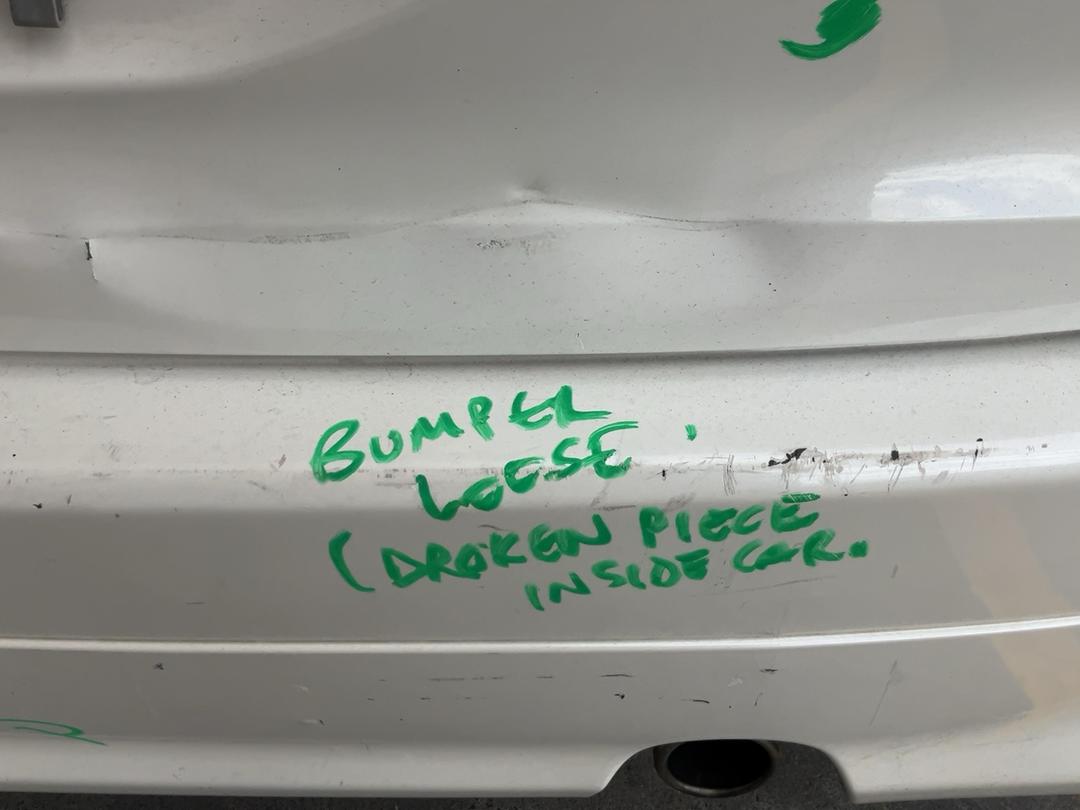 BUMPER
LOOSE.
(BROKEN PIECE
INSIDE CAR.